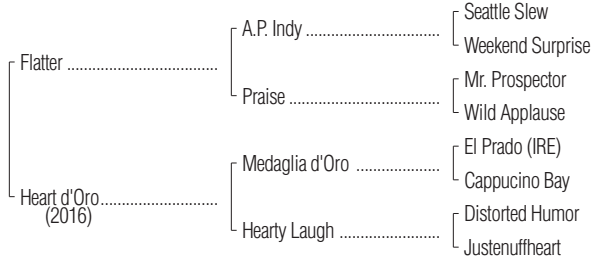 Seattle Slew
A.P. Indy
Weekend Surprise
Flatter
Mr. Prospector
Praise
Wild Applause
El Prado (IRE)
Medaglia d'Oro
Cappucino Bay
Heart d'Oro
(2016)
Distorted Humor
Hearty Laugh
Justenuffheart